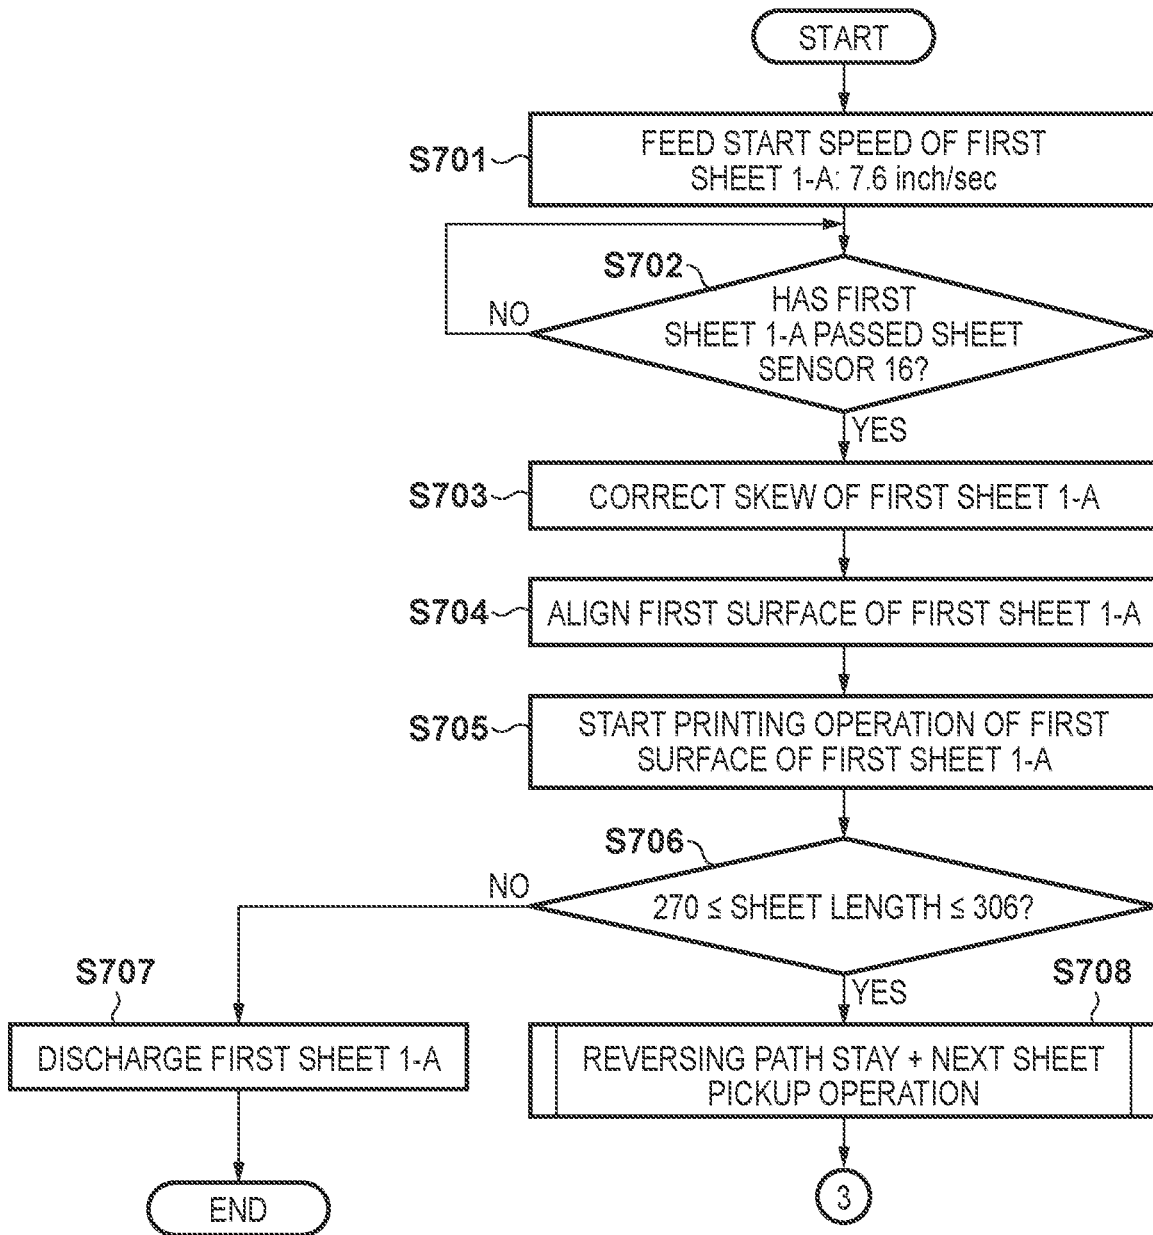 START
S701
FEED START SPEED OF FIRST
SHEET 1-A: 7.6 inch/sec
S702
HAS FIRST
SHEET 1-A PASSED SHEET
SENSOR 16?
NO
YES
S703
CORRECT SKEW OF FIRST SHEET 1-A
S704
ALIGN FIRST SURFACE OF FIRST SHEET 1-A
S705
START PRINTING OPERATION OF FIRST
SURFACE OF FIRST SHEET 1-A
S706
270 ≤ SHEET LENGTH ≤ 306?
NO
YES
S707
DISCHARGE FIRST SHEET 1-A
END
S708
REVERSING PATH STAY + NEXT SHEET
PICKUP OPERATION
3